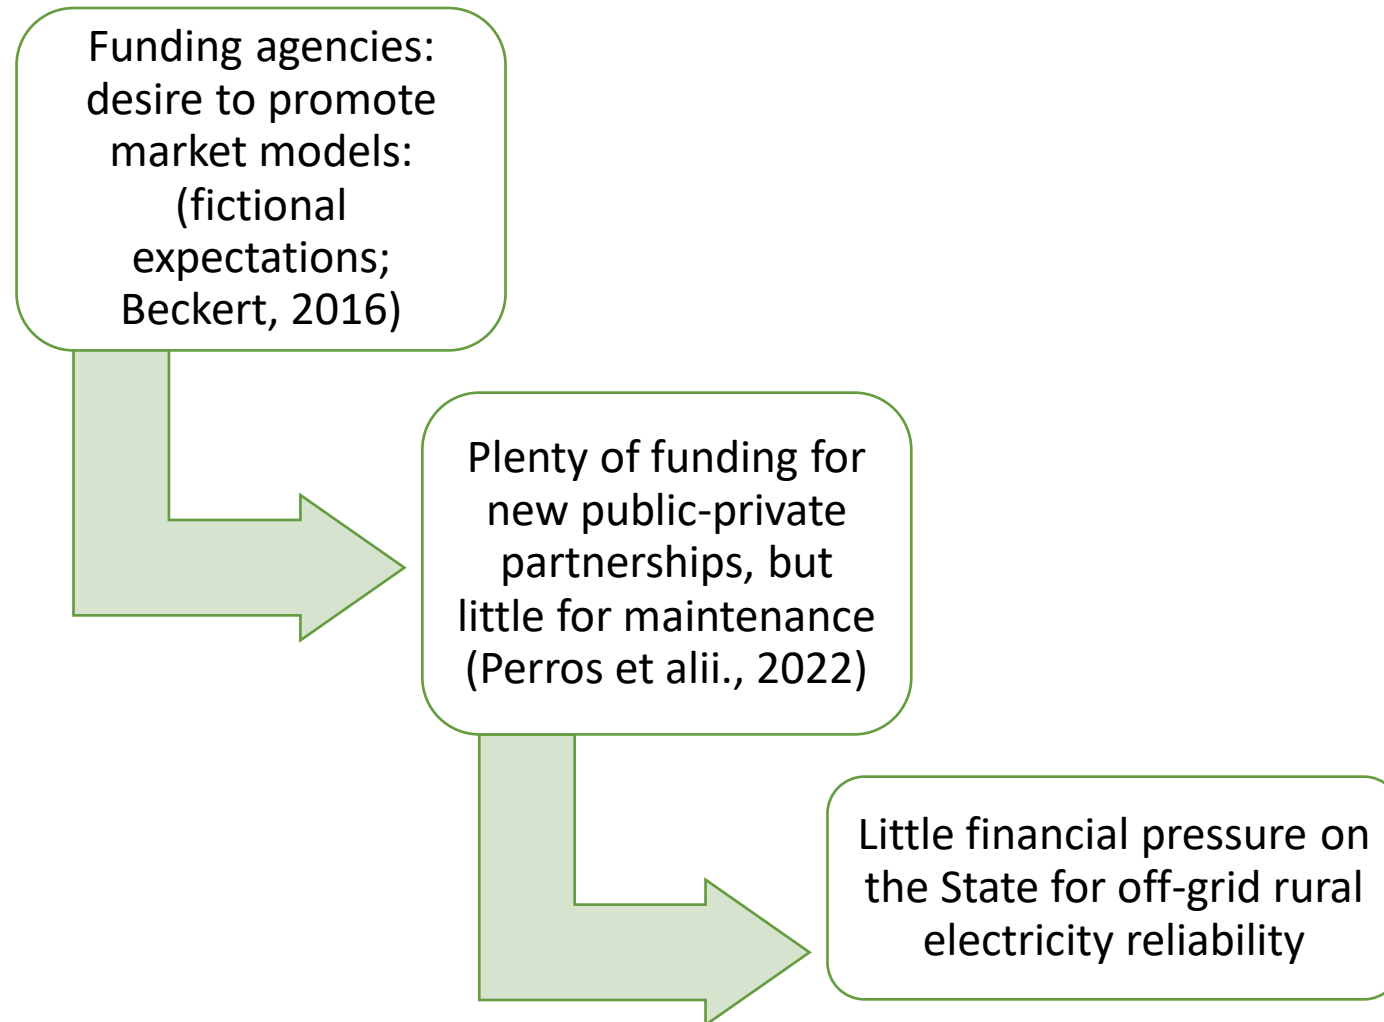 Funding agencies:
desire to promote
market models:
(fictional
expectations;
Beckert, 2016)
Plenty of funding for
new public-private
partnerships, but
little for maintenance
(Perros et alii., 2022)
Little financial pressure on
the State for off-grid rural
electricity reliability